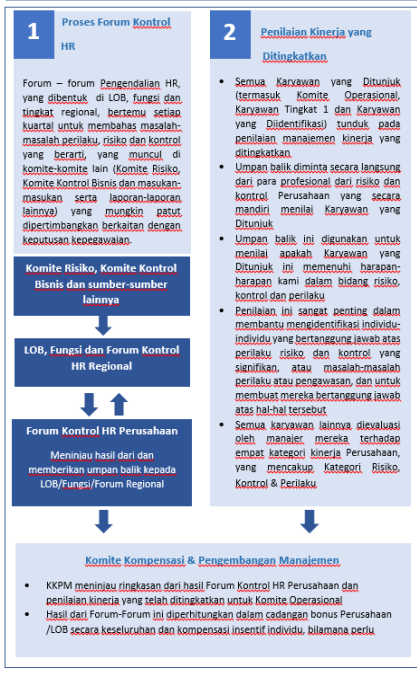 1
Proses Forum Kontrol
HR
Forum – forum Pengendalian HR,
yang dibentuk di LOB, fungsi dan
tingkat regional, bertemu setiap
kuartal untuk membahas masalah-
masalah perilaku, risiko dan kontrol
yang berarti, yang muncul di
komite-komite lain (Komite Risiko,
Komite Kontrol Bisnis dan masukan-
masukan serta laporan-laporan
lainnya) yang mungkin patut
dipertimbangkan berkaitan dengan
keputusan kepegawaian.
Komite Risiko, Komite Kontrol
Bisnis dan sumber-sumber
lainnya
LOB, Fungsi dan Forum Kontrol
HR Regional
Forum Kontrol HR Perusahaan
Meninjau hasil dari dan
memberikan umpan balik kepada
LOB/Fungsi/Forum Regional
2
Penilaian Kinerja yang
Ditingkatkan
• Semua Karyawan yang Ditunjuk
(termasuk Komite Operasional,
Karyawan Tingkat 1 dan Karyawan
yang Diidentifikasi) tunduk pada
penilaian manajemen kinerja yang
ditingkatkan
• Umpan balik diminta secara langsung
dari para profesional dari risiko dan
kontrol Perusahaan yang secara
mandiri menilai Karyawan yang
Ditunjuk
• Umpan balik ini digunakan untuk
menilai apakah Karyawan yang
Ditunjuk ini memenuhi harapan-
harapan kami dalam bidang risiko,
kontrol dan perilaku
• Penilaian ini sangat penting dalam
membantu mengidentifikasi individu-
individu yang bertanggung jawab atas
perilaku risiko dan kontrol yang
signifikan, atau masalah-masalah
perilaku atau pengawasan, dan untuk
membuat mereka bertanggung jawab
atas hal-hal tersebut
• Semua karyawan lainnya dievaluasi
oleh manajer mereka terhadap
empat kategori kinerja Perusahaan,
yang mencakup Kategori Risiko,
Kontrol & Perilaku
Komite Kompensasi & Pengembangan Manajemen
• KKPM meninjau ringkasan dari hasil Forum Kontrol HR Perusahaan dan
penilaian kinerja yang telah ditingkatkan untuk Komite Operasional
• Hasil dari Forum-Forum ini diperhitungkan dalam cadangan bonus Perusahaan
/LOB secara keseluruhan dan kompensasi insentif individu, bilamana perlu